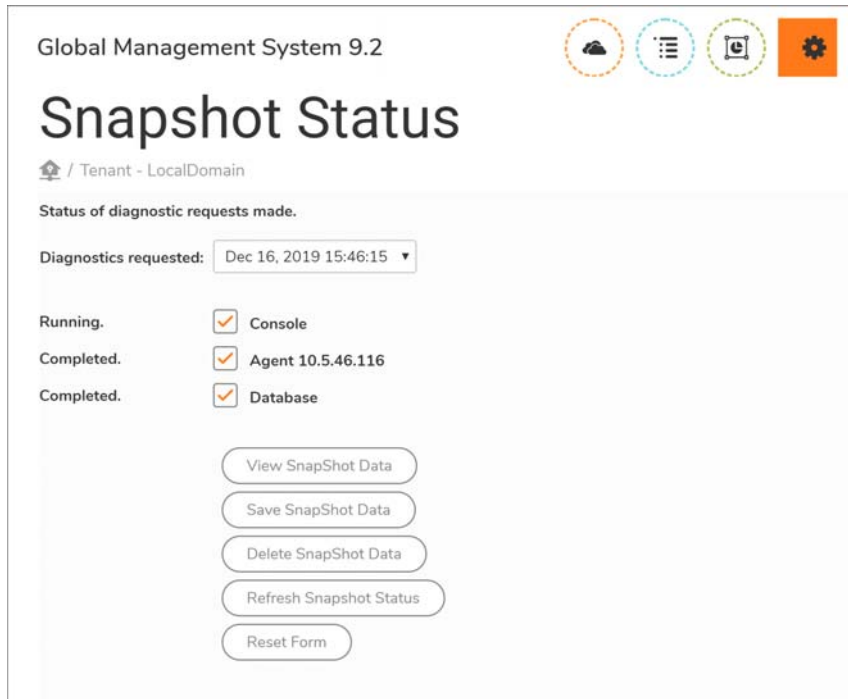 Global Management System 9.2
Snapshot Status
/ Tenant - LocalDomain
Status of diagnostic requests made.
Diagnostics requested: Dec 16, 2019 15:46:15
Running. Console
Completed. Agent 10.5.46.116
Completed. Database
View SnapShot Data
Save SnapShot Data
Delete SnapShot Data
Refresh Snapshot Status
Reset Form